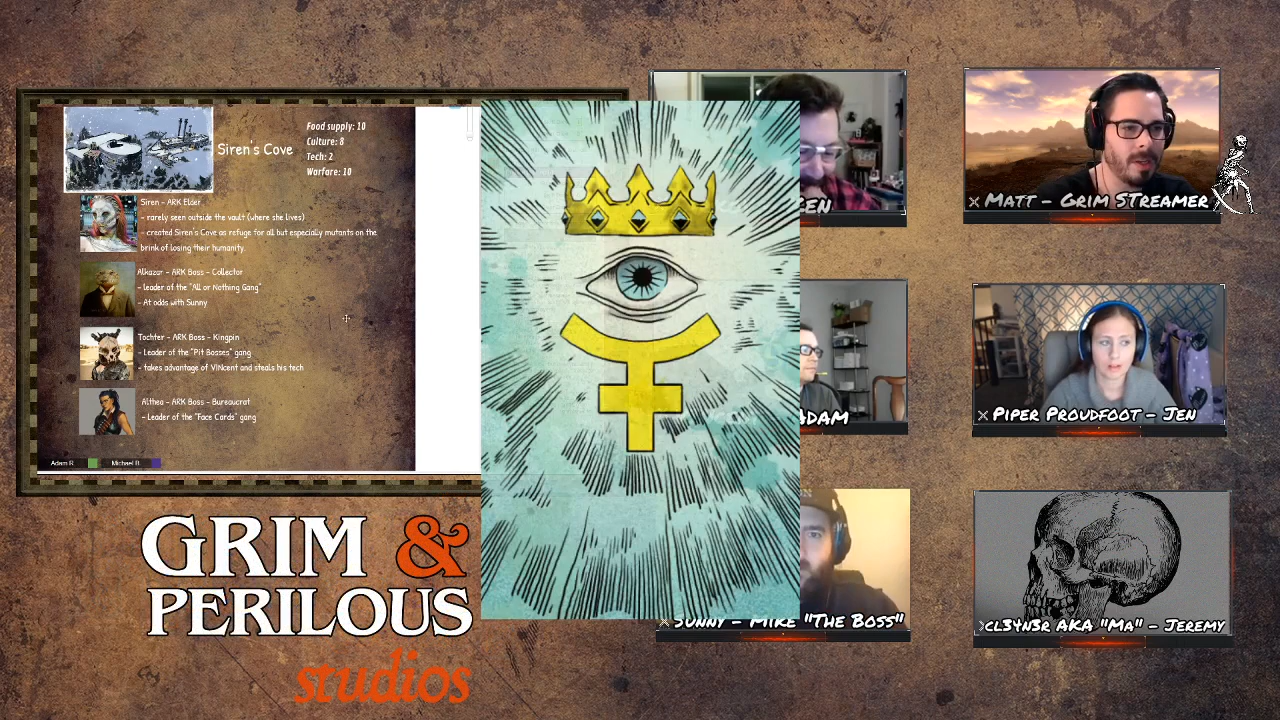 Siren's Cove
Food supply: 10
Culture: 8
Tech: 2
Warfare: 10
Siren - ARK Elder
- rarely seen outside the vault (where she lives)
- created Siren's Cove as refuge for all but especially mutants on the
brink of losing their humanity.
Alkazar - ARK Boss - Collector
- leader of the "All or Nothing Gang"
- At odds with Sunny
Tochter - ARK Boss - Kingpin
- Leader of the "Pit Bosses" gang
- takes advantage of VINcent and steals his tech
Althea - ARK Boss - Bureaucrat
- Leader of the "Face Cards" gang
Adam R
Michael B
GRIM &
PERILOUS
studios
EN
Matt - Grim Streamer
Adam
Piper Proudfoot - Jen
Sunny - Mike "The Boss"
cl34n3r AKA "Ma" - Jeremy